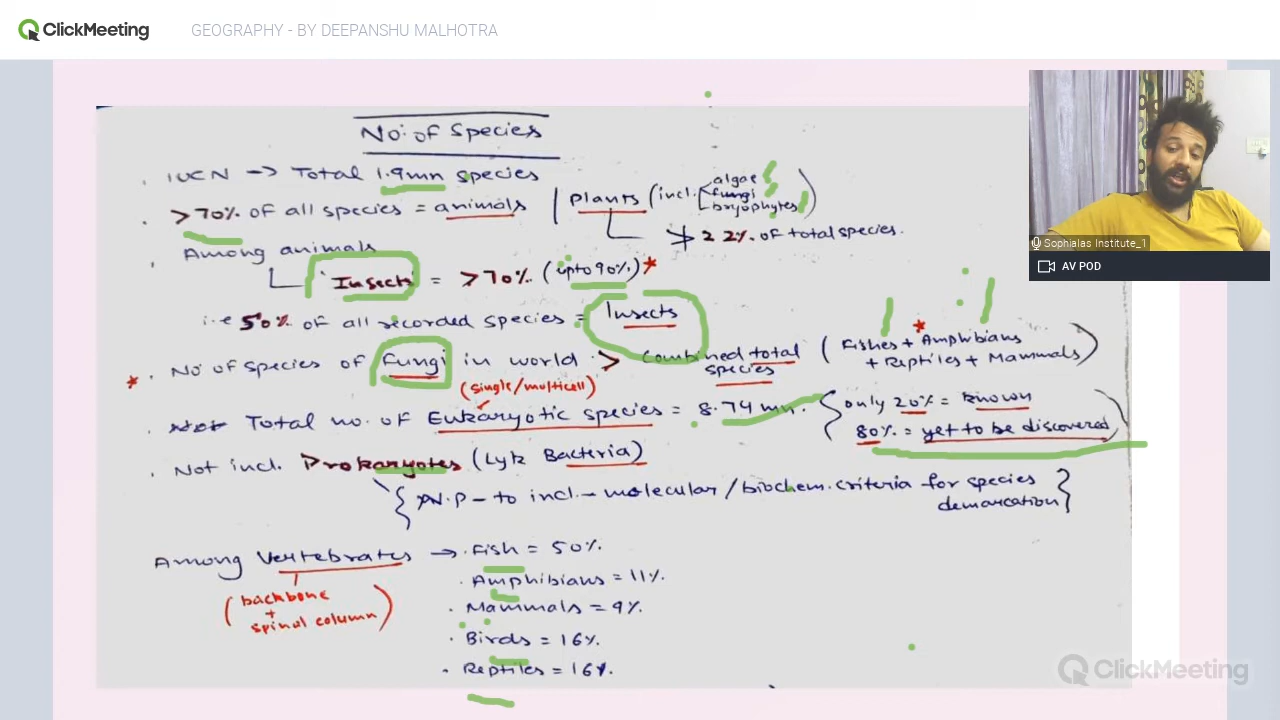 ClickMeeting
GEOGRAPHY - BY DEEPANSHU MALHOTRA
No. of Species
IUCN → Total 1.9mn species
>70% of all species = animals
Plants (incl. algae
fungi
bryophytes)
22% of total species.
Among animals
'Insects' = >70% (upto 90%)*
i.e 50% of all recorded species = Insects
* No of species of Fungi in world > Combined total species (Fishes + Amphibians
+ Reptiles + Mammals)
(single/multicell)
Total no. of Eukaryotic species = 8.74 mn. {only 20% = known
80% = yet to be discovered}
Not incl. Prokaryotes (Lyk Bacteria)
{N.P - to incl. molecular/biochem. criteria for species
demarcation}
Among Vertebrates → Fish = 50%.
(backbone
+
spinal column)
Amphibians = 11%.
Mammals = 9%.
Birds = 16%.
Reptiles = 16%.
Sophialas Institute_1
AV POD
ClickMeeting